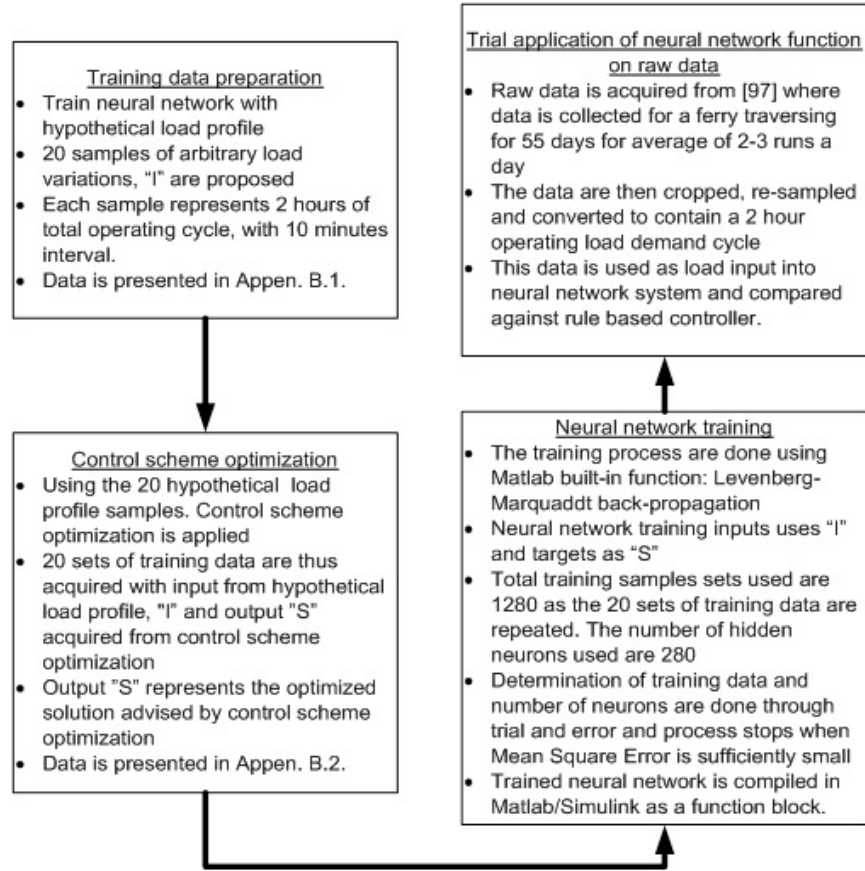 Training data preparation
• Train neural network with
hypothetical load profile
• 20 samples of arbitrary load
variations, “I” are proposed
• Each sample represents 2 hours of
total operating cycle, with 10 minutes
interval.
• Data is presented in Appen. B.1.
Control scheme optimization
• Using the 20 hypothetical load
profile samples. Control scheme
optimization is applied
• 20 sets of training data are thus
acquired with input from hypothetical
load profile, "I" and output ”S”
acquired from control scheme
optimization
• Output ”S” represents the optimized
solution advised by control scheme
optimization
• Data is presented in Appen. B.2.
Neural network training
• The training process are done using
Matlab built-in function: Levenberg-
Marquaddt back-propagation
• Neural network training inputs uses “I”
and targets as “S”
• Total training samples sets used are
1280 as the 20 sets of training data are
repeated. The number of hidden
neurons used are 280
• Determination of training data and
number of neurons are done through
trial and error and process stops when
Mean Square Error is sufficiently small
• Trained neural network is compiled in
Matlab/Simulink as a function block.
Trial application of neural network function
on raw data
• Raw data is acquired from [97] where
data is collected for a ferry traversing
for 55 days for average of 2-3 runs a
day
• The data are then cropped, re-sampled
and converted to contain a 2 hour
operating load demand cycle
• This data is used as load input into
neural network system and compared
against rule based controller.